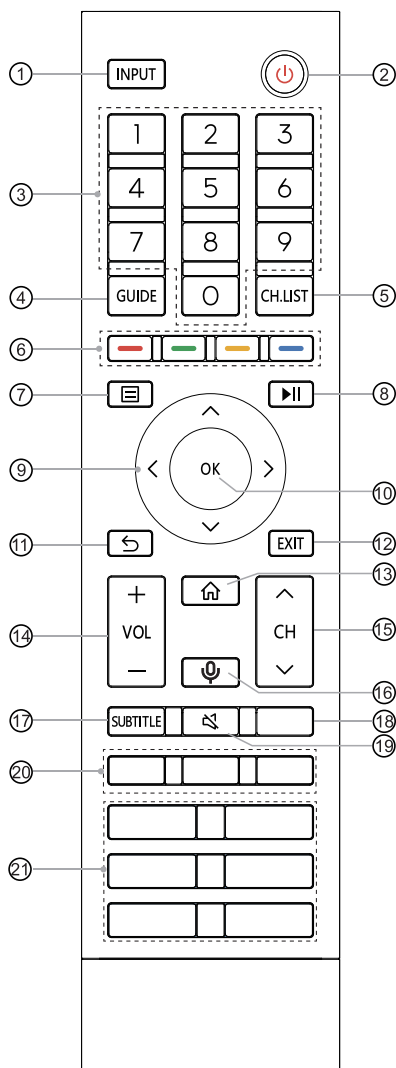 ① INPUT ②
1 2 3
③ 4 5 6
7 8 9
④ GUIDE 0 CH.LIST ⑤
⑥
⑦ ⑧
⑨ OK ⑩
⑪ EXIT ⑫
⑬
+
⑭ VOL CH ⑮
—
⑯
⑰ SUBTITLE ⑱
⑲
⑳
㉑